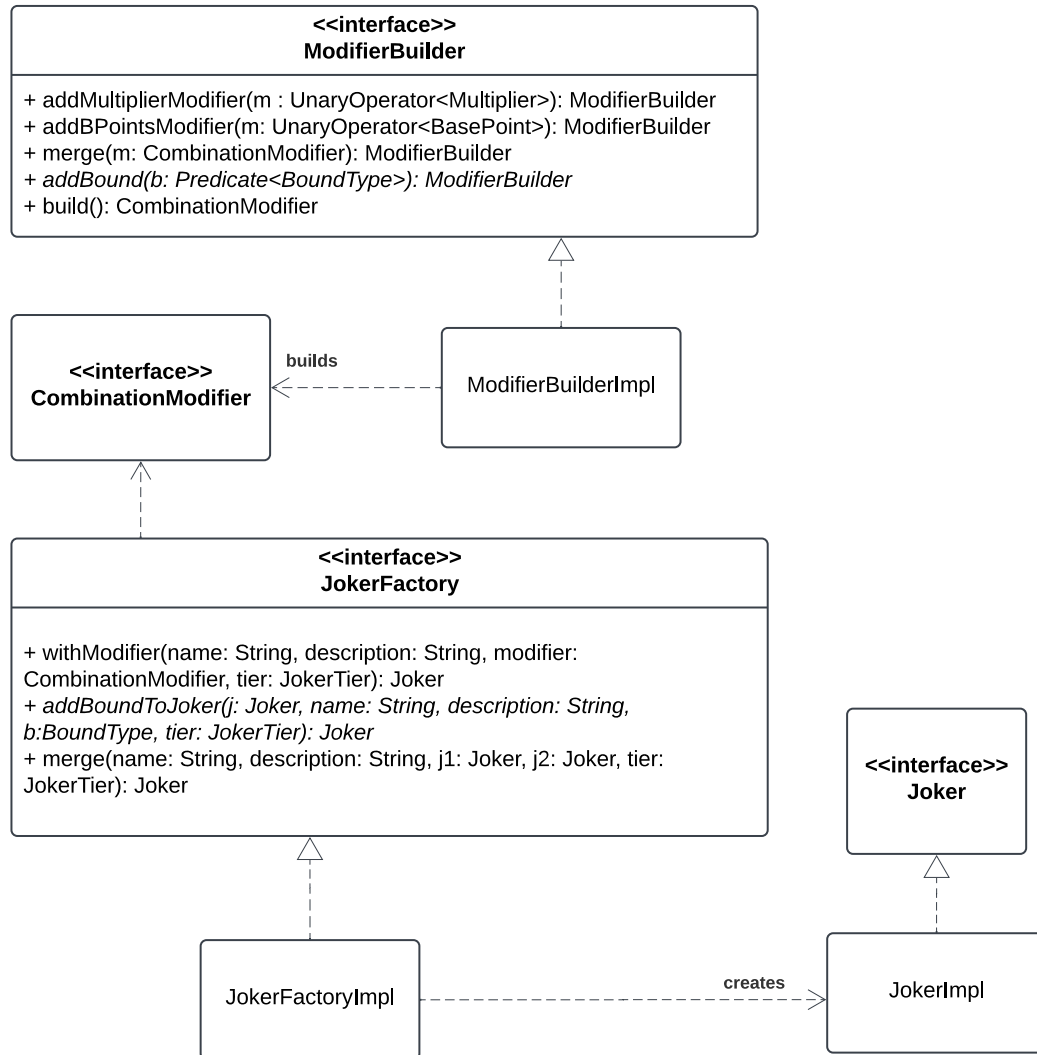 <<interface>>
ModifierBuilder
+ addMultiplierModifier(m : UnaryOperator<Multiplier>): ModifierBuilder
+ addBPointsModifier(m: UnaryOperator<BasePoint>): ModifierBuilder
+ merge(m: CombinationModifier): ModifierBuilder
+ addBound(b: Predicate<BoundType>): ModifierBuilder
+ build(): CombinationModifier
<<interface>>
CombinationModifier
builds
ModifierBuilderImpl
<<interface>>
JokerFactory
+ withModifier(name: String, description: String, modifier:
CombinationModifier, tier: JokerTier): Joker
+ addBoundToJoker(j: Joker, name: String, description: String,
b:BoundType, tier: JokerTier): Joker
+ merge(name: String, description: String, j1: Joker, j2: Joker, tier:
JokerTier): Joker
<<interface>>
Joker
JokerFactoryImpl
creates
JokerImpl